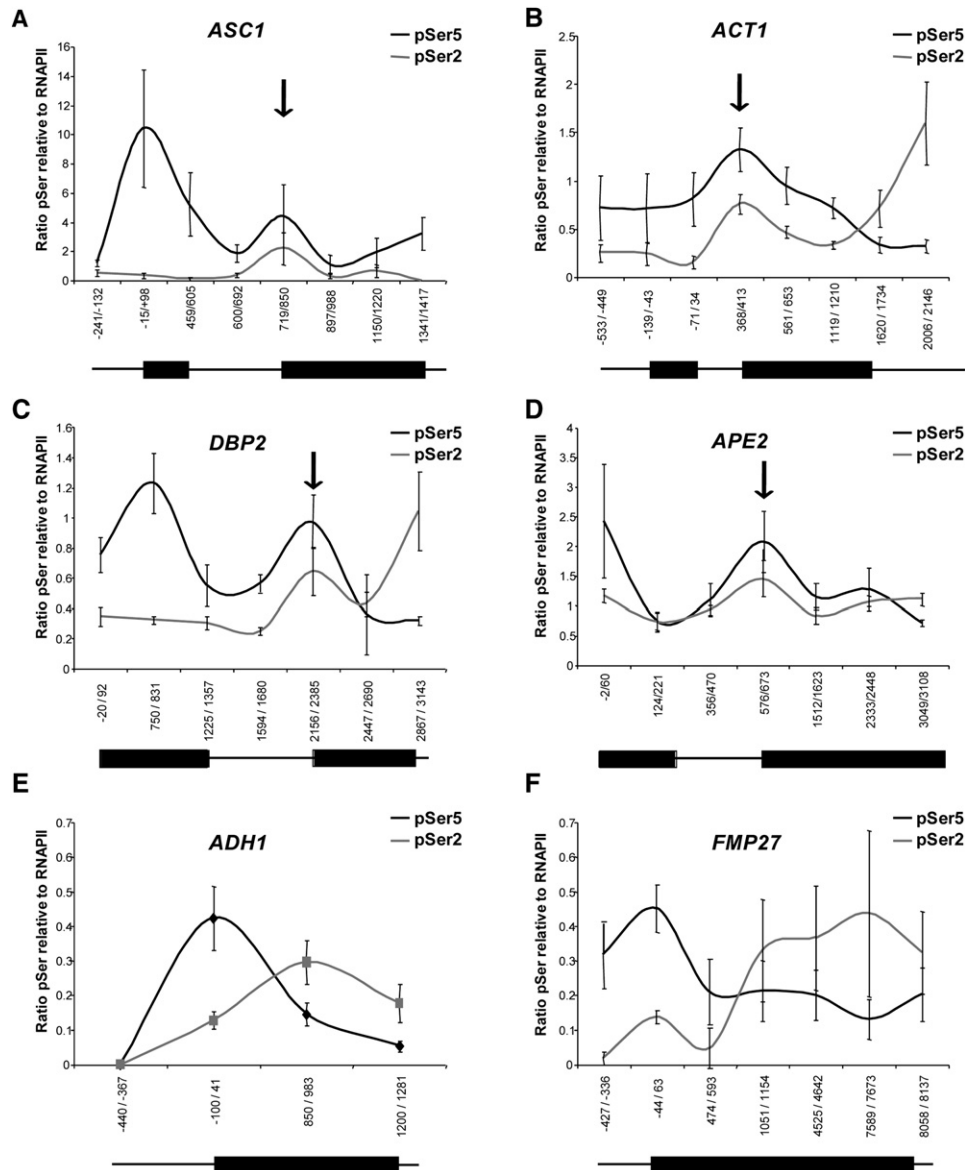 A
ASC1
pSer5
pSer2
Ratio pSer relative to RNAPII
16
14
12
10
8
6
4
2
0
-241/-132
-15/+98
459/605
600/692
719/850
897/988
1150/1220
1341/1417
B
ACT1
pSer5
pSer2
Ratio pSer relative to RNAPII
2.5
2
1.5
1
0.5
0
-533 / -449
-139 / -43
-71 / 34
368/413
561 / 653
1119 / 1210
1620 / 1734
2006 / 2146
C
DBP2
pSer5
pSer2
Ratio pSer relative to RNAPII
1.6
1.4
1.2
1
0.8
0.6
0.4
0.2
0
-20 / 92
750 / 831
1225 / 1357
1594 / 1680
2156 / 2385
2447 / 2690
2867 / 3143
D
APE2
pSer5
pSer2
Ratio pSer relative to RNAPII
4
3.5
3
2.5
2
1.5
1
0.5
0
-2/60
124/221
356/470
576/673
1512/1623
2333/2448
3049/3108
E
ADH1
pSer5
pSer2
Ratio pSer relative to RNAPII
0.7
0.6
0.5
0.4
0.3
0.2
0.1
0
-440 / -367
-100 / 41
850 / 983
1200 / 1281
F
FMP27
pSer5
pSer2
Ratio pSer relative to RNAPII
0.7
0.6
0.5
0.4
0.3
0.2
0.1
0
-427 / -336
-44 / 63
474 / 593
1051 / 1154
4525 / 4642
7589 / 7673
8058 / 8137